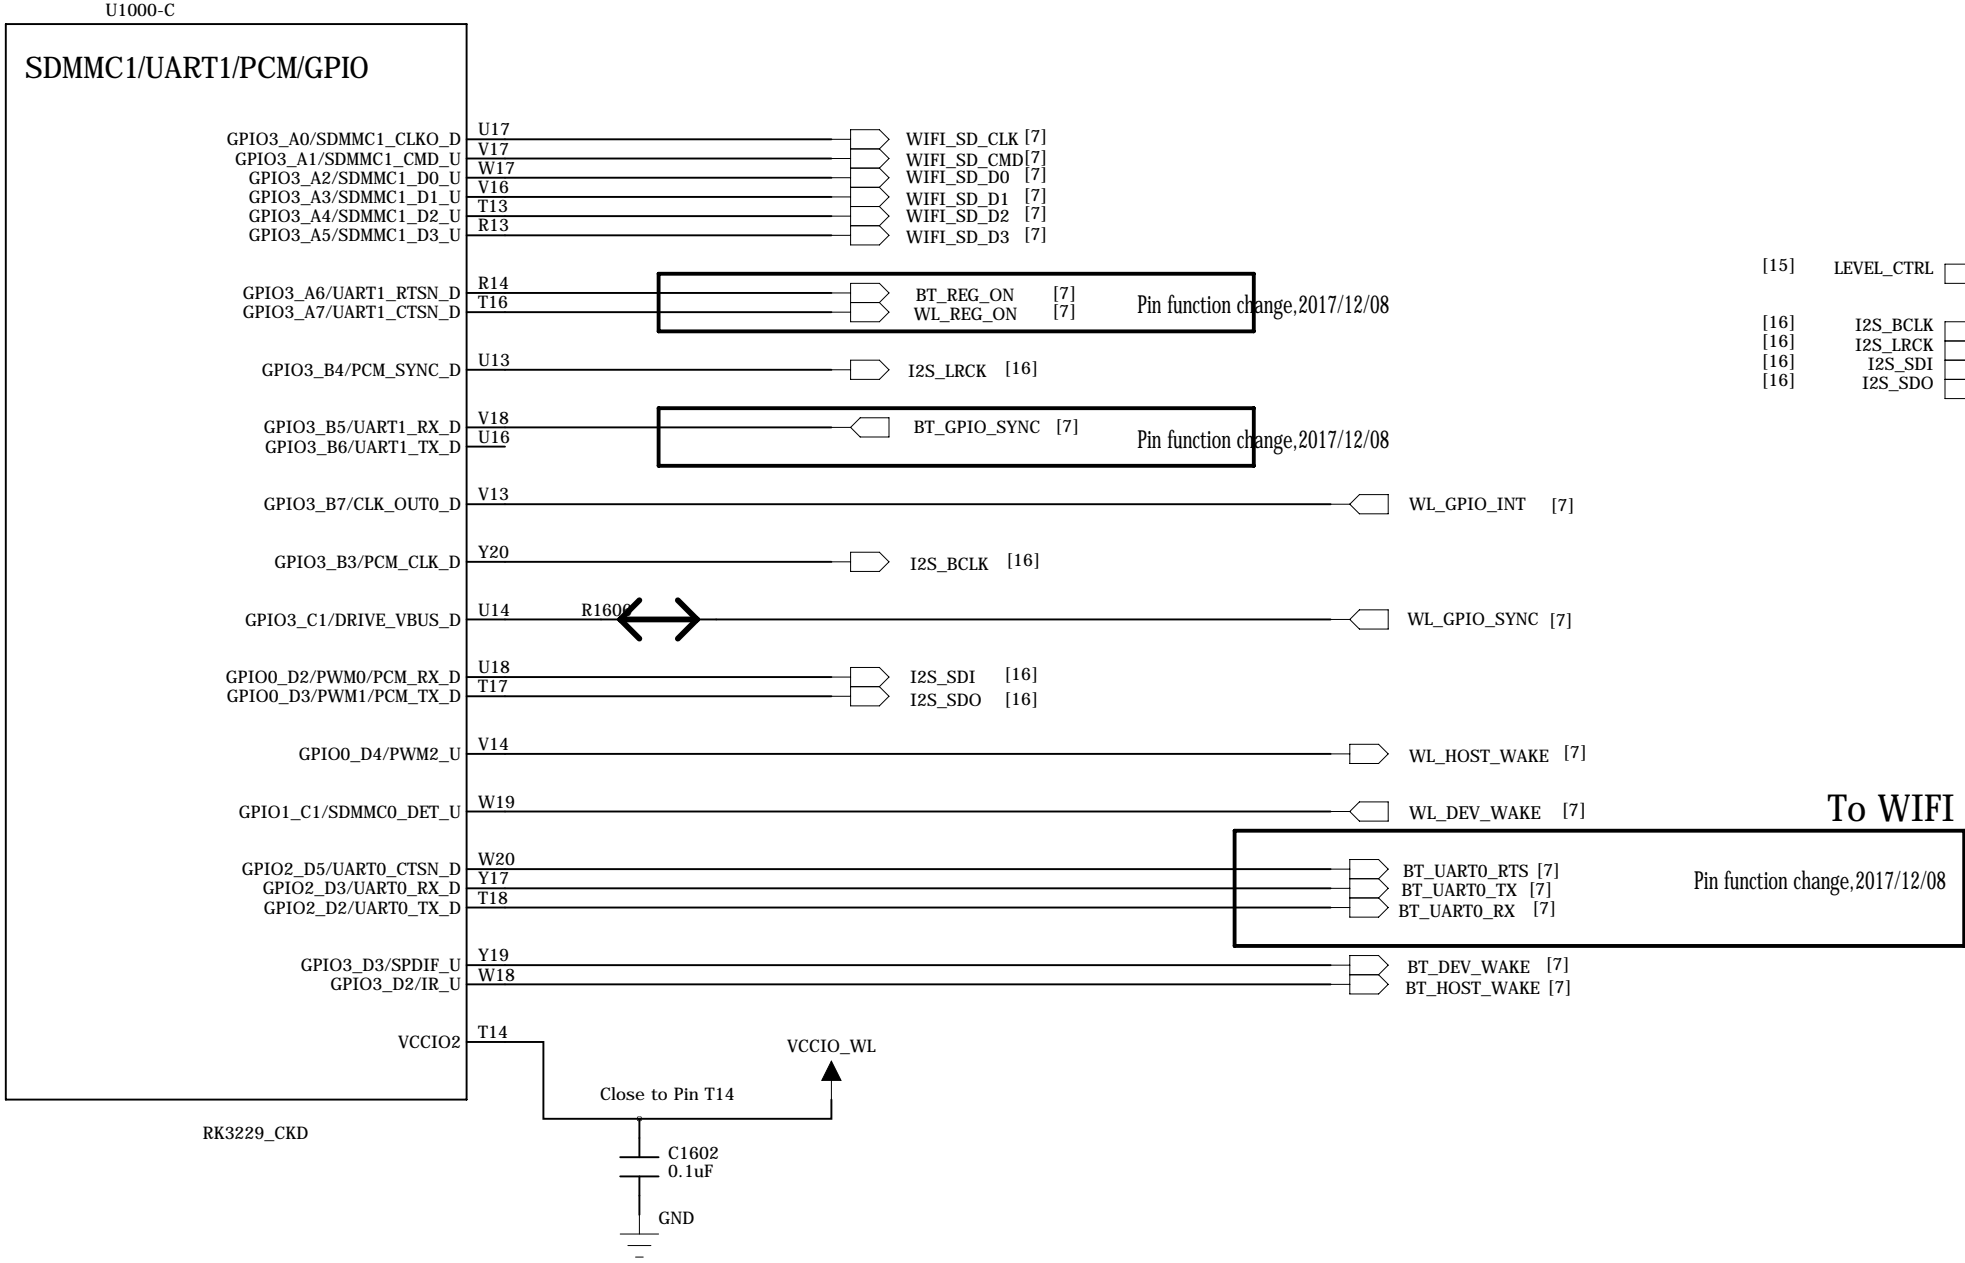 U1000-C
SDMMC1/UART1/PCM/GPIO
GPIO3_A0/SDMMC1_CLKO_D U17 WIFI_SD_CLK [7]
GPIO3_A1/SDMMC1_CMD_U V17 WIFI_SD_CMD [7]
GPIO3_A2/SDMMC1_D0_U W17 WIFI_SD_D0 [7]
GPIO3_A3/SDMMC1_D1_U V16 WIFI_SD_D1 [7]
GPIO3_A4/SDMMC1_D2_U T13 WIFI_SD_D2 [7]
GPIO3_A5/SDMMC1_D3_U R13 WIFI_SD_D3 [7]
[15] LEVEL_CTRL
GPIO3_A6/UART1_RTSN_D R14 BT_REG_ON [7]
GPIO3_A7/UART1_CTSN_D T16 WL_REG_ON [7]
Pin function change,2017/12/08
[16] I2S_BCLK
[16] I2S_LRCK
[16] I2S_SDI
[16] I2S_SDO
GPIO3_B4/PCM_SYNC_D U13 I2S_LRCK [16]
GPIO3_B5/UART1_RX_D V18 BT_GPIO_SYNC [7]
GPIO3_B6/UART1_TX_D U16
Pin function change,2017/12/08
GPIO3_B7/CLK_OUT0_D V13 WL_GPIO_INT [7]
GPIO3_B3/PCM_CLK_D Y20 I2S_BCLK [16]
GPIO3_C1/DRIVE_VBUS_D U14 R1600 WL_GPIO_SYNC [7]
GPIO0_D2/PWM0/PCM_RX_D U18 I2S_SDI [16]
GPIO0_D3/PWM1/PCM_TX_D T17 I2S_SDO [16]
GPIO0_D4/PWM2_U V14 WL_HOST_WAKE [7]
GPIO1_C1/SDMMC0_DET_U W19 WL_DEV_WAKE [7]
To WIFI
GPIO2_D5/UART0_CTSN_D W20 BT_UART0_RTS [7]
GPIO2_D3/UART0_RX_D Y17 BT_UART0_TX [7]
GPIO2_D2/UART0_TX_D T18 BT_UART0_RX [7]
Pin function change,2017/12/08
GPIO3_D3/SPDIF_U Y19 BT_DEV_WAKE [7]
GPIO3_D2/IR_U W18 BT_HOST_WAKE [7]
VCCIO2 T14
VCCIO_WL
Close to Pin T14
RK3229_CKD
C1602
0.1uF
GND